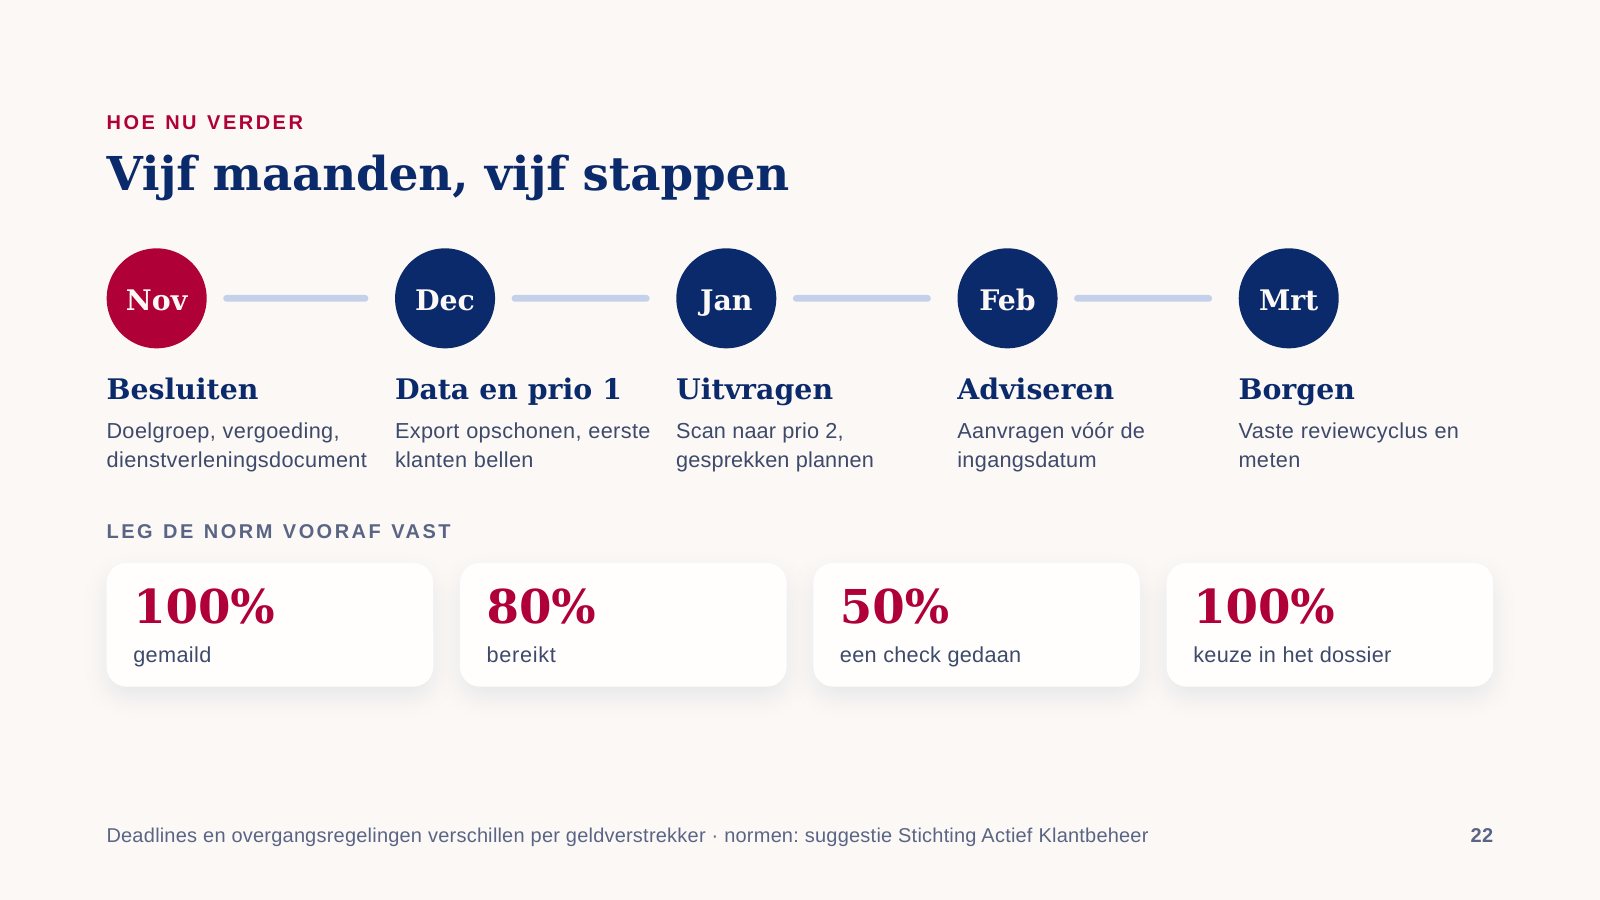 HOE NU VERDER
Vijf maanden, vijf stappen
Nov
Dec
Jan
Feb
Mrt
Besluiten
Doelgroep, vergoeding,
dienstverleningsdocument
Data en prio 1
Export opschonen, eerste
klanten bellen
Uitvragen
Scan naar prio 2,
gesprekken plannen
Adviseren
Aanvragen vóór de
ingangsdatum
Borgen
Vaste reviewcyclus en
meten
LEG DE NORM VOORAF VAST
100%
gemaild
80%
bereikt
50%
een check gedaan
100%
keuze in het dossier
Deadlines en overgangsregelingen verschillen per geldverstrekker · normen: suggestie Stichting Actief Klantbeheer
22